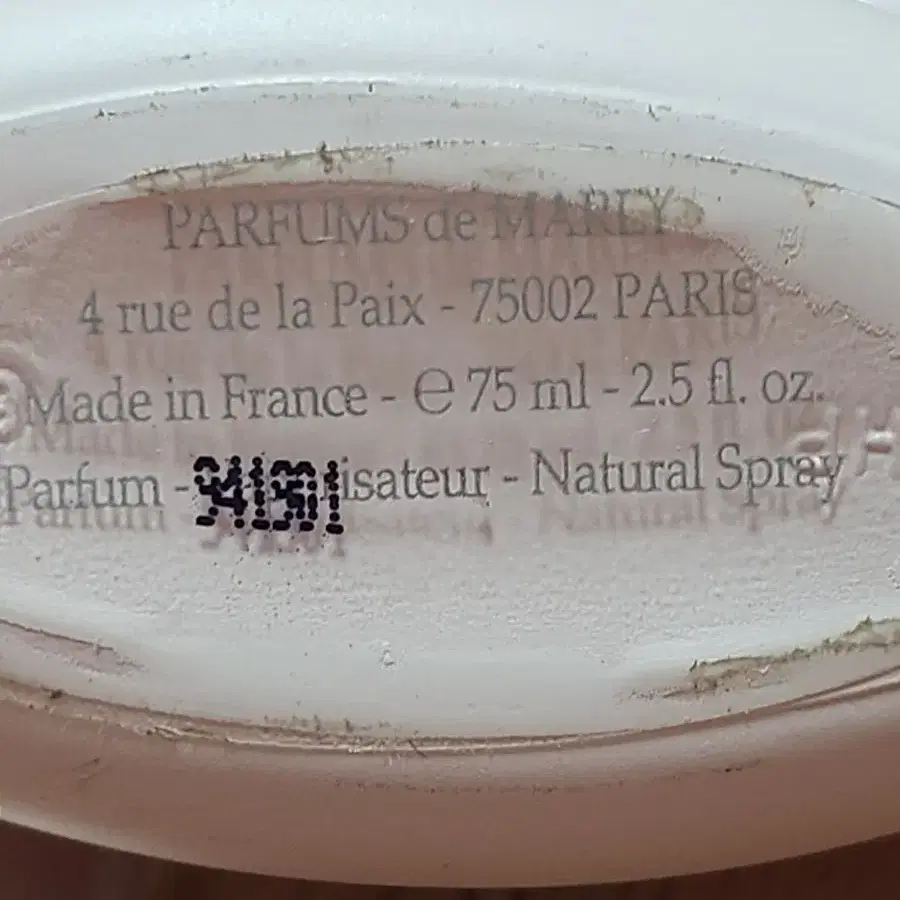 PARFUMS de MARLY
4 rue de la Paix - 75002 PARIS
Made in France - ℮ 75 ml - 2.5 fl. oz.
Parfum - isateur - Natural Spray